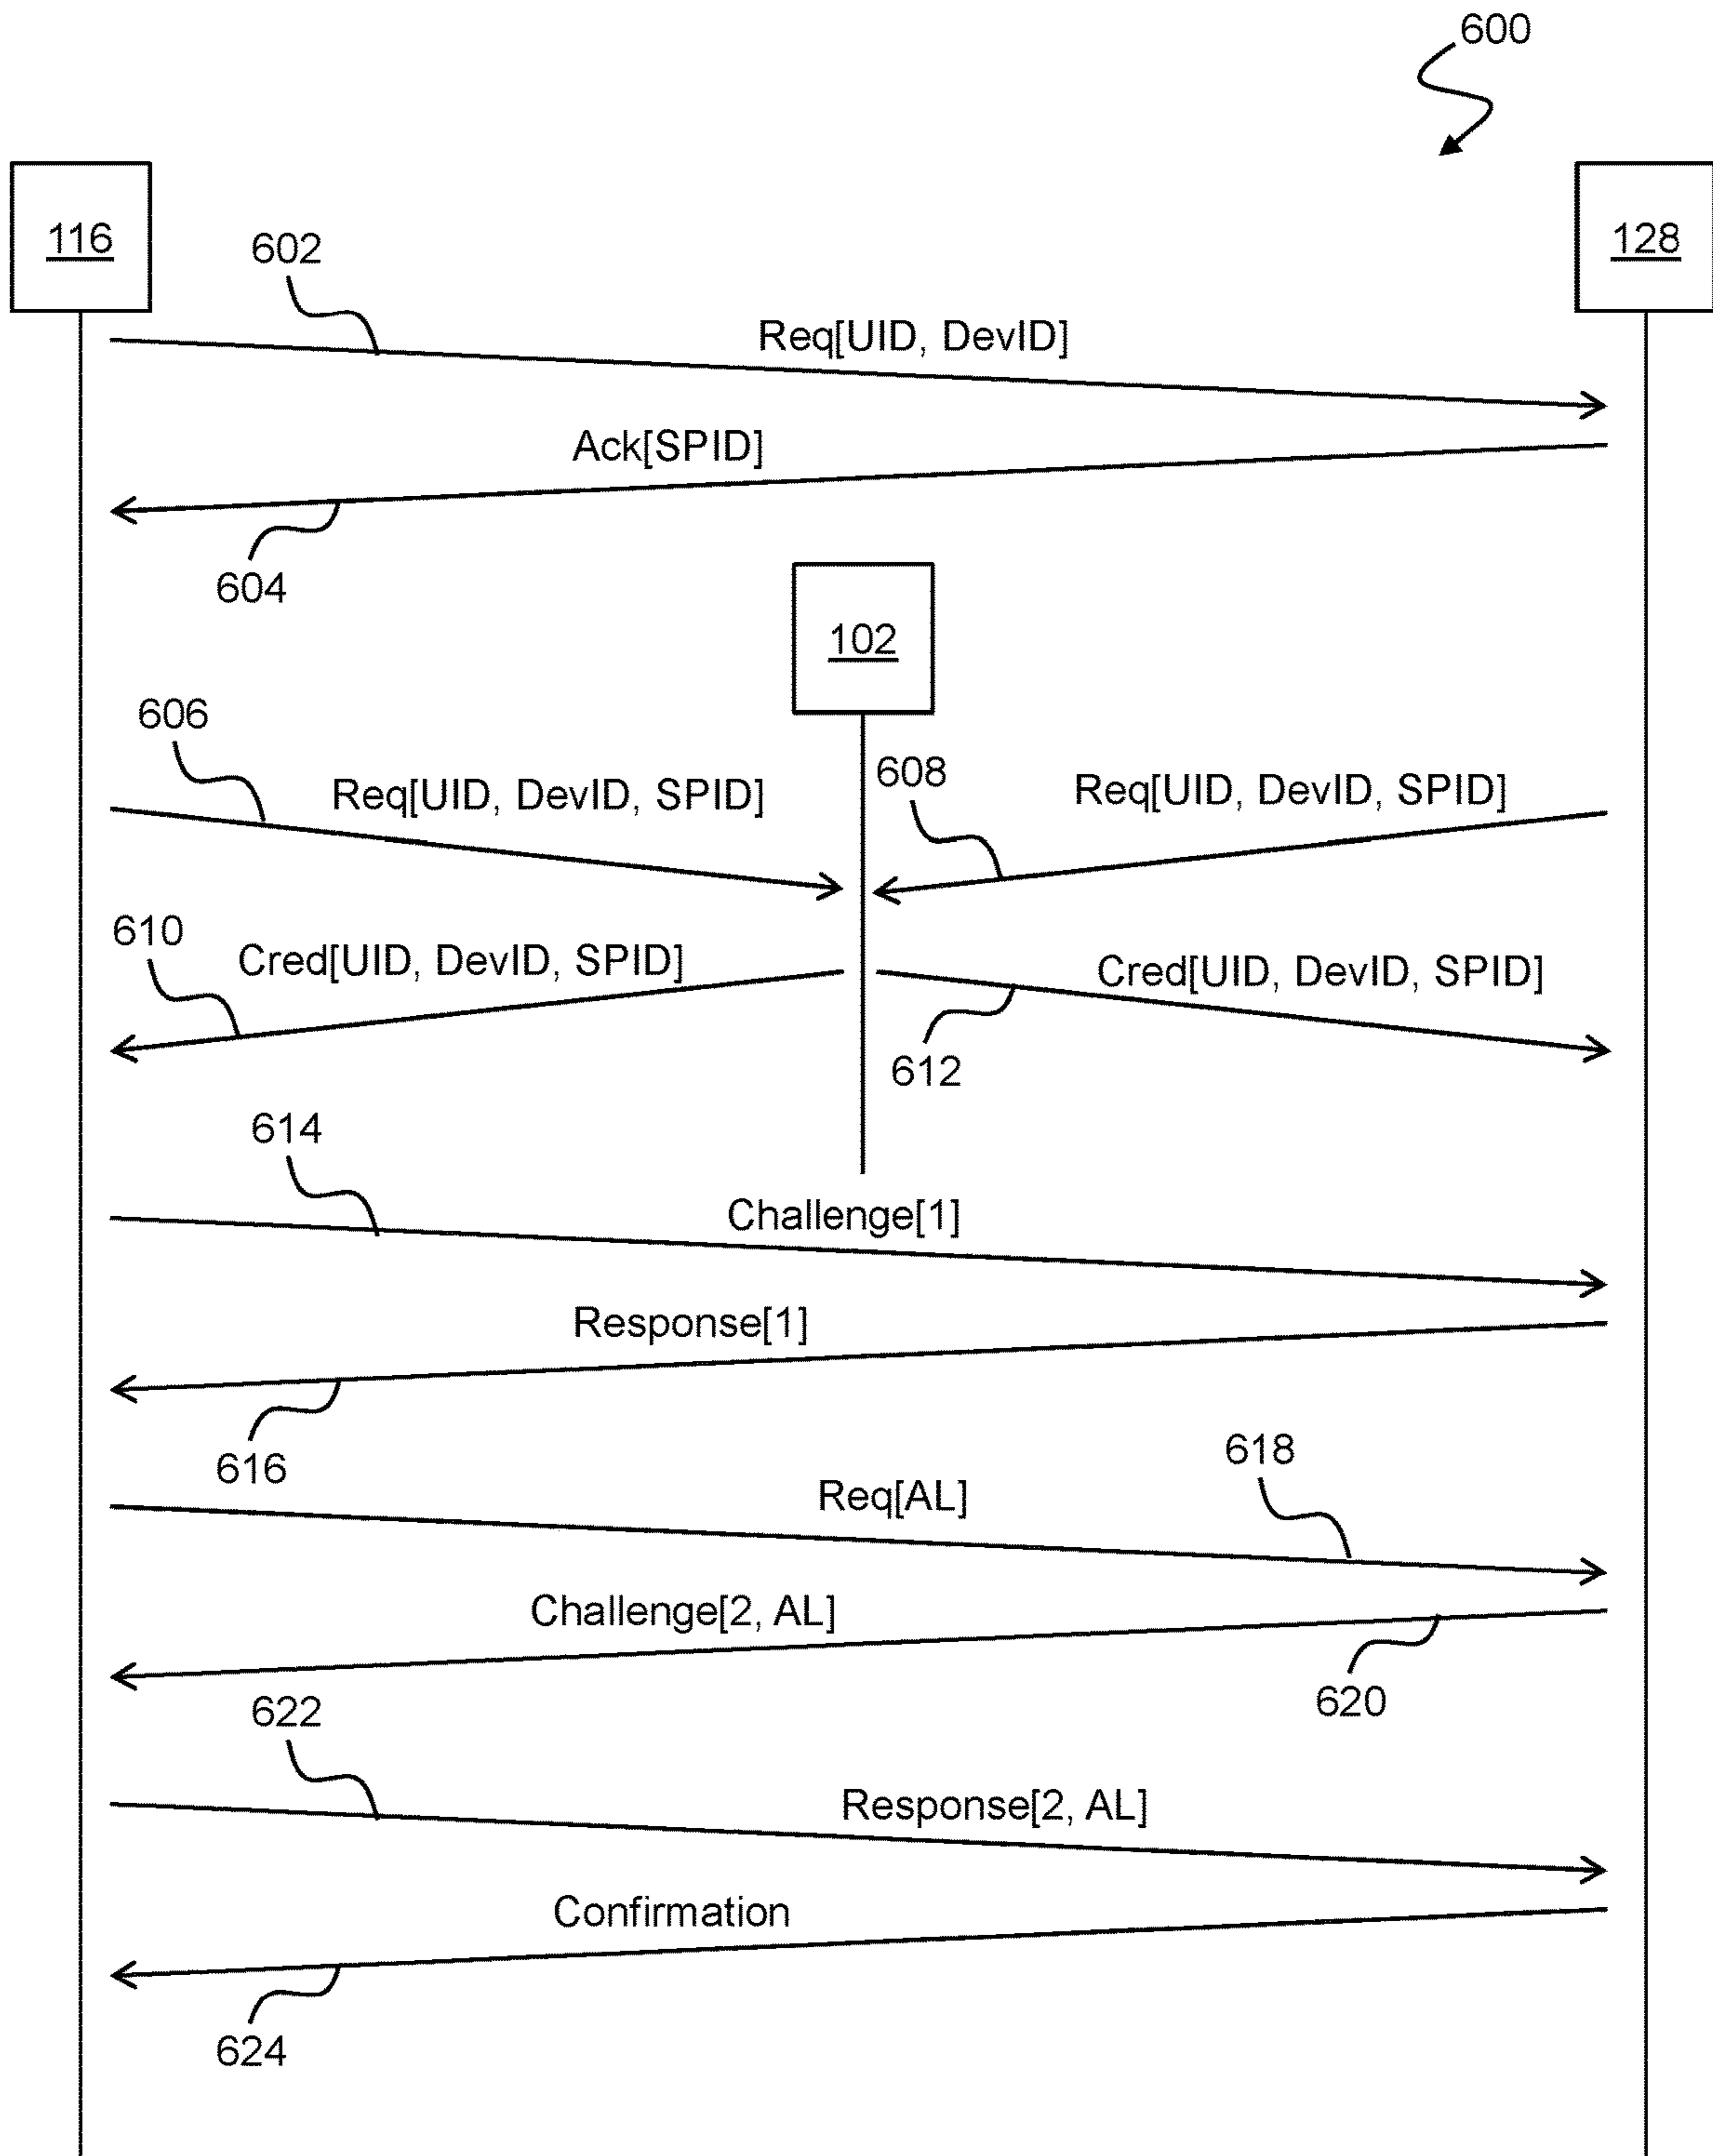 600
116
128
602
Req[UID, DevID]
Ack[SPID]
604
102
606
608
Req[UID, DevID, SPID]
Req[UID, DevID, SPID]
610
Cred[UID, DevID, SPID]
Cred[UID, DevID, SPID]
612
614
Challenge[1]
Response[1]
616
618
Req[AL]
Challenge[2, AL]
620
622
Response[2, AL]
Confirmation
624